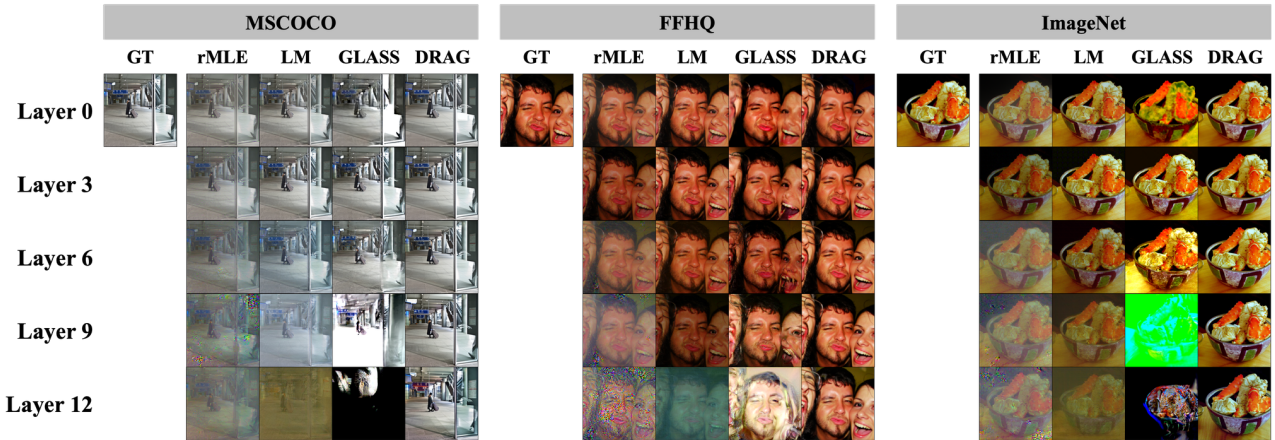 MSCOCO FFHQ ImageNet
GT rMLE LM GLASS DRAG GT rMLE LM GLASS DRAG GT rMLE LM GLASS DRAG
Layer 0
Layer 3
Layer 6
Layer 9
Layer 12